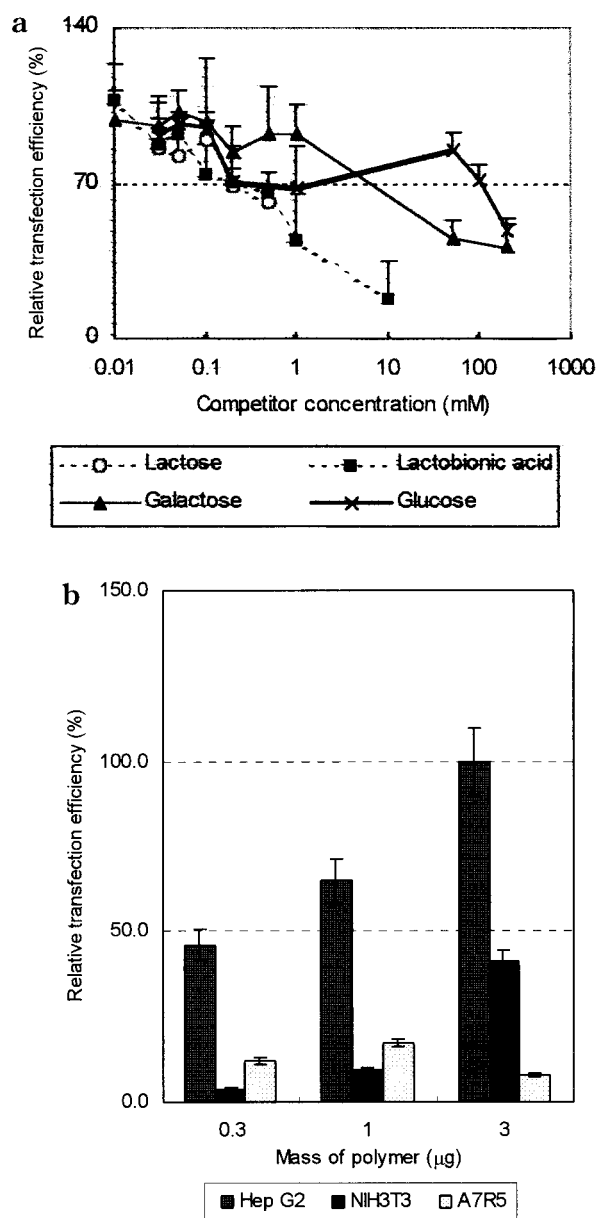 a
140
70
0
Relative transfection efficiency (%)
0.01 0.1 1 10 100 1000
Competitor concentration (mM)
Lactose Lactobionic acid
Galactose Glucose
b
150.0
100.0
50.0
0.0
Relative transfection efficiency (%)
0.3 1 3
Mass of polymer (μg)
Hep G2 NIH3T3 A7R5